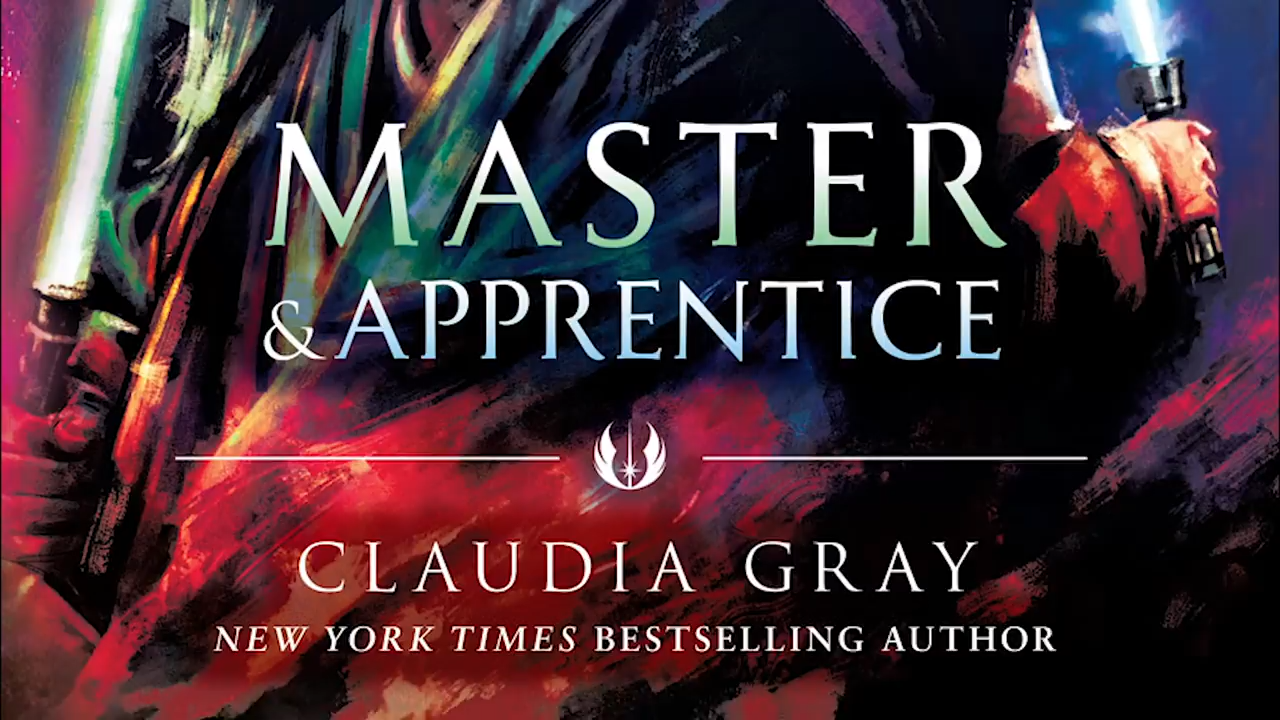 MASTER
& APPRENTICE
CLAUDIA GRAY
NEW YORK TIMES BESTSELLING AUTHOR